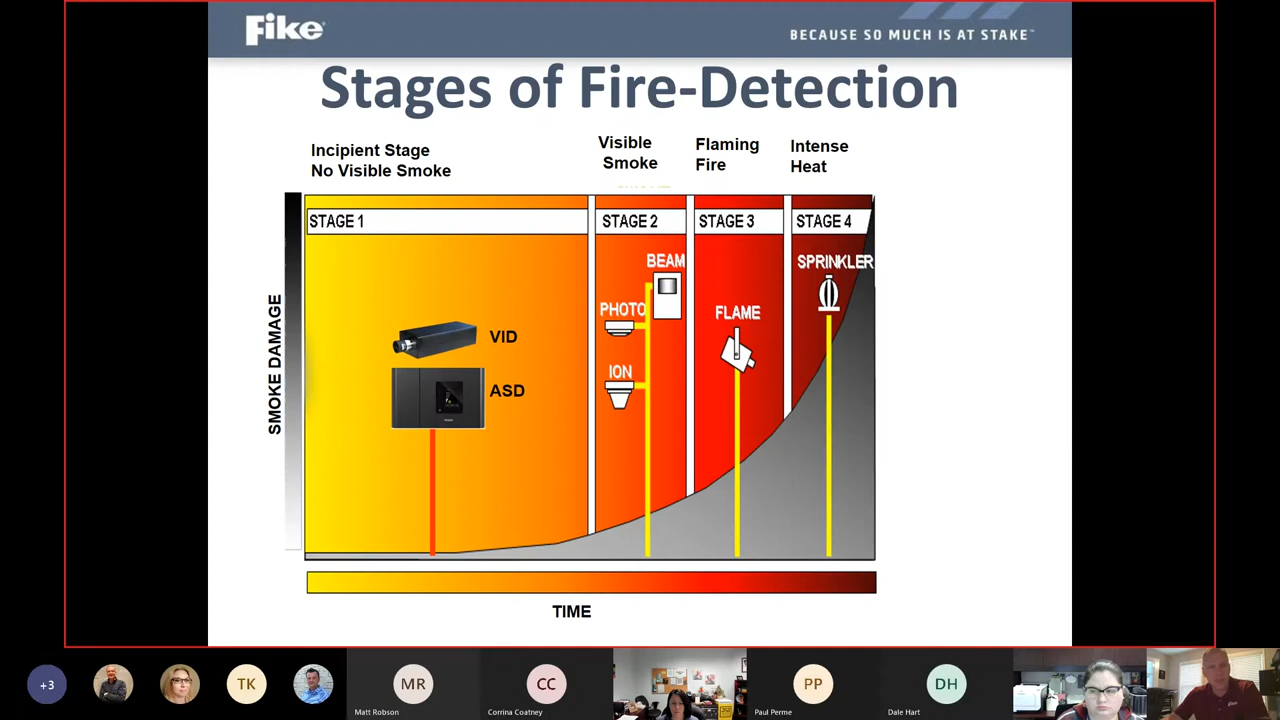 Fike
BECAUSE SO MUCH IS AT STAKE™
Stages of Fire-Detection
Incipient Stage
No Visible Smoke
Visible
Smoke
Flaming
Fire
Intense
Heat
STAGE 1
STAGE 2
STAGE 3
STAGE 4
BEAM
SPRINKLER
PHOTO
FLAME
VID
ION
ASD
SMOKE DAMAGE
TIME
+3
TK
MR
CC
PP
DH
Matt Robson
Corrina Coatney
Paul Perme
Dale Hart